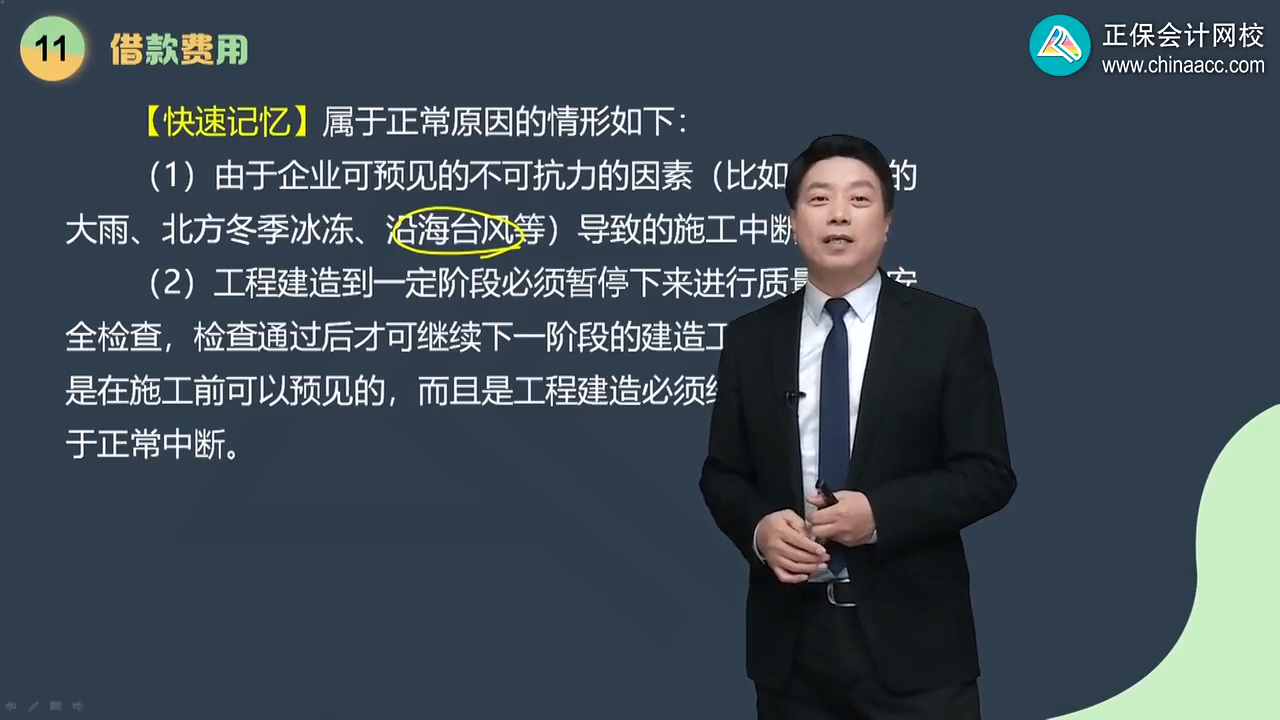 11 借款费用
正保会计网校
www.chinaacc.com
【快速记忆】属于正常原因的情形如下：
（1）由于企业可预见的不可抗力的因素（比如 的
大雨、北方冬季冰冻、沿海台风等）导致的施工中断
（2）工程建造到一定阶段必须暂停下来进行质量 安
全检查，检查通过后才可继续下一阶段的建造工
是在施工前可以预见的，而且是工程建造必须经
于正常中断。